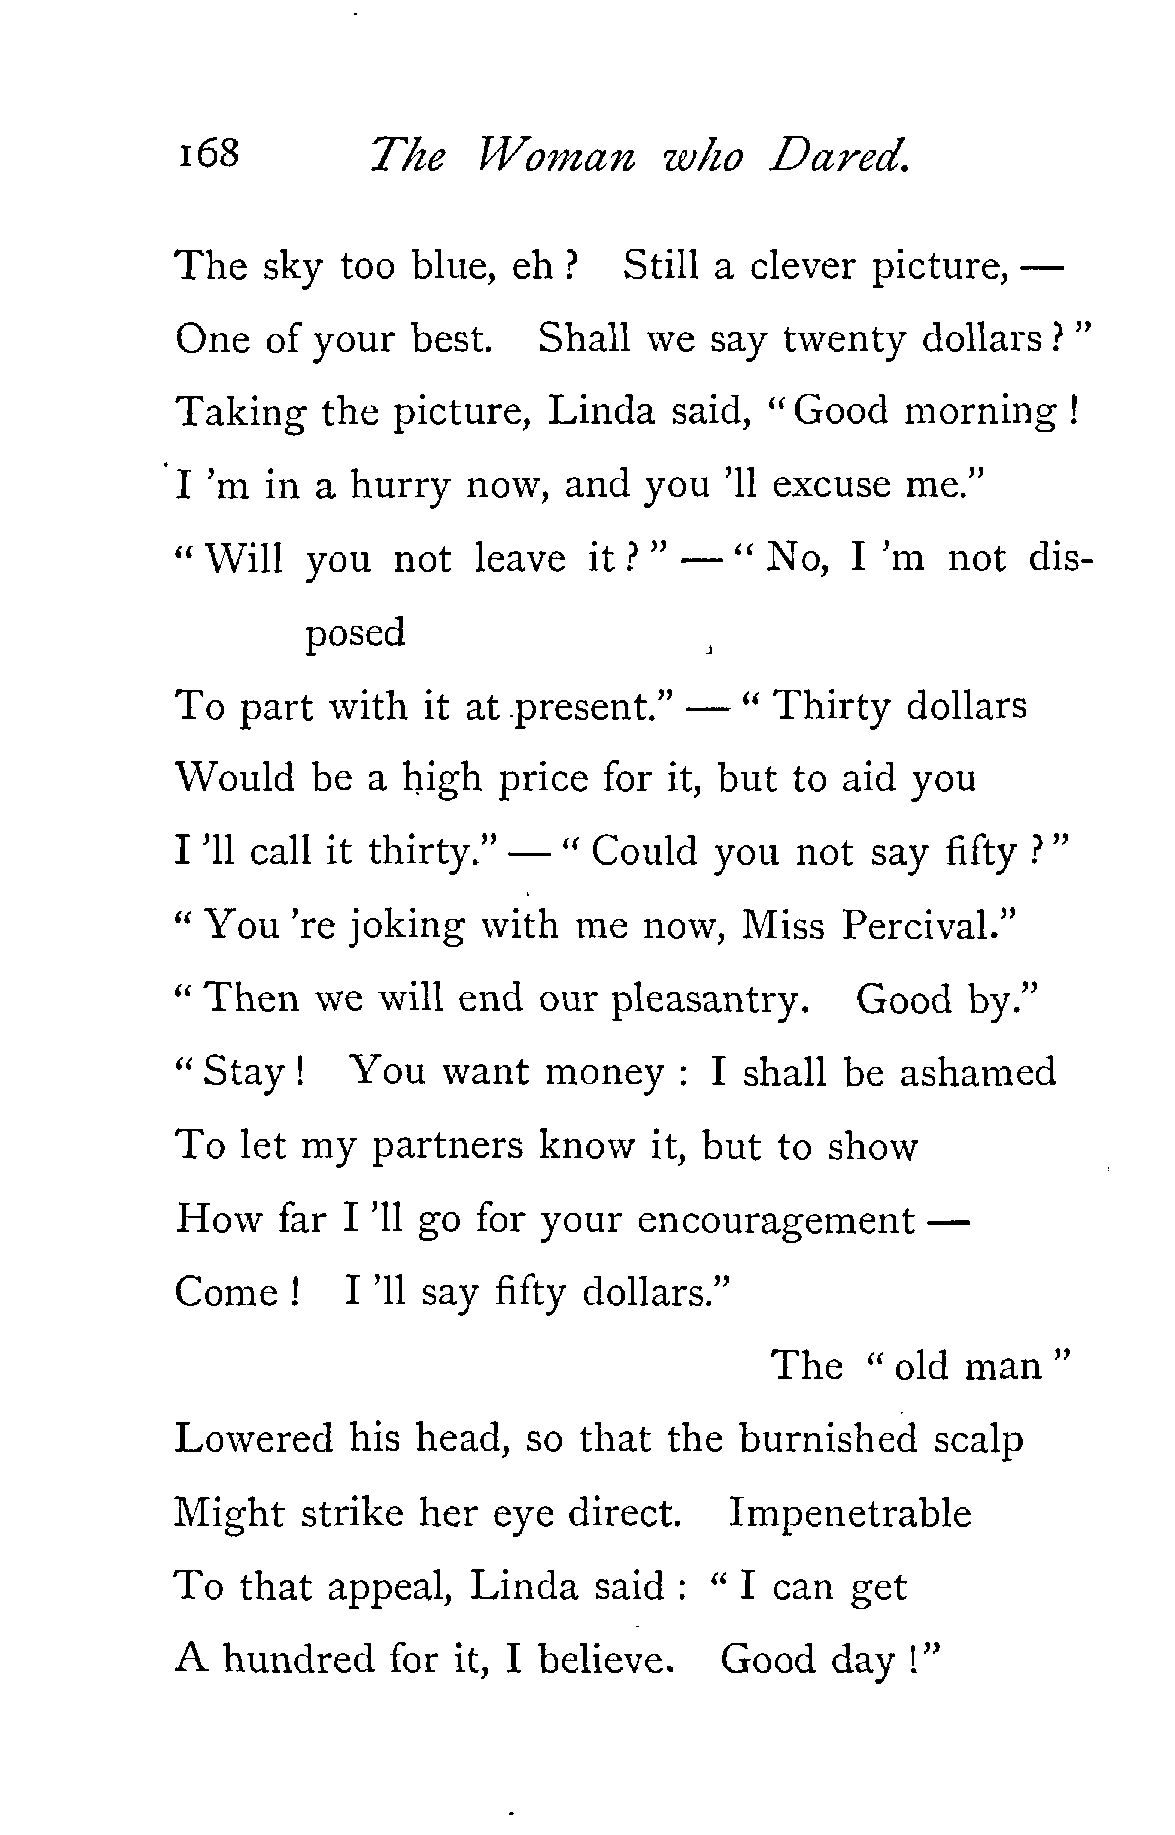 168 The Woman who Dared.
The sky too blue, eh ? Still a clever picture, —
One of your best. Shall we say twenty dollars ? "
Taking the picture, Linda said, " Good morning !
I 'm in a hurry now, and you 'll excuse me."
" Will you not leave it ? " — " No, I 'm not dis-
posed
To part with it at present." — " Thirty dollars
Would be a high price for it, but to aid you
I 'll call it thirty." — " Could you not say fifty ? "
" You 're joking with me now, Miss Percival."
" Then we will end our pleasantry. Good by."
" Stay ! You want money : I shall be ashamed
To let my partners know it, but to show
How far I 'll go for your encouragement —
Come ! I 'll say fifty dollars."
The " old man "
Lowered his head, so that the burnished scalp
Might strike her eye direct. Impenetrable
To that appeal, Linda said : " I can get
A hundred for it, I believe. Good day ! "